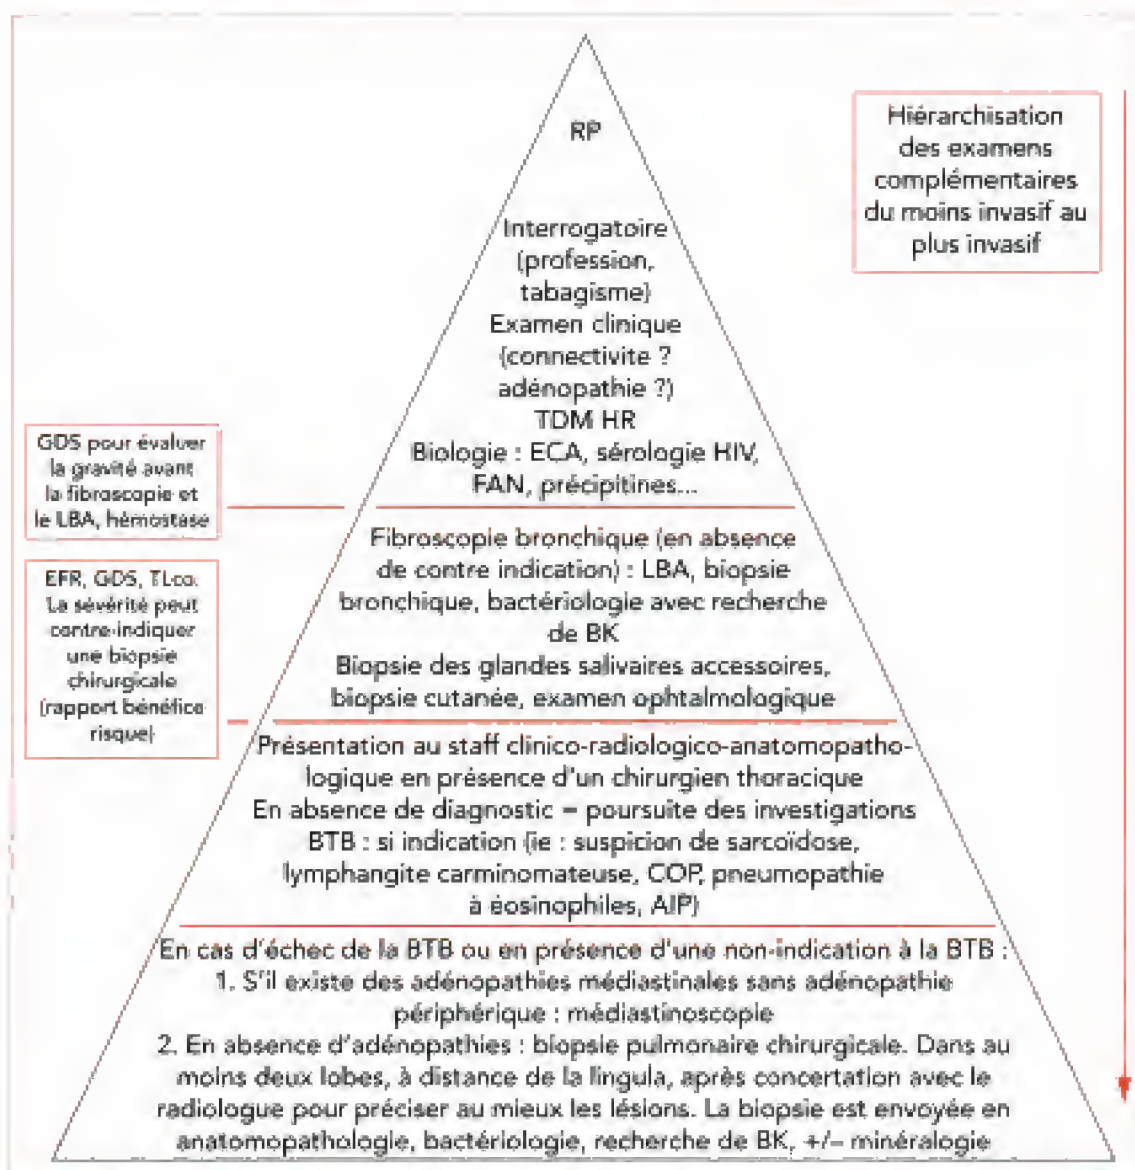 RP
Hiérarchisation
des examens
complémentaires
du moins invasif au
plus invasif
Interrogatoire
(profession,
tabagisme)
Examen clinique
(connectivite ?
adénopathie ?)
TDM HR
Biologie : ECA, sérologie HIV,
FAN, précipitines...
GDS pour évaluer
la gravité avant
la fibroscopie et
le LBA, hémostase
Fibroscopie bronchique (en absence
de contre indication) : LBA, biopsie
bronchique, bactériologie avec recherche
de BK
Biopsie des glandes salivaires accessoires,
biopsie cutanée, examen ophtalmologique
EFR, GDS, TLco.
La sévérité peut
contre-indiquer
une biopsie
chirurgicale
(rapport bénéfice
risque)
Présentation au staff clinico-radiologico-anatomopatho-
logique en présence d'un chirurgien thoracique
En absence de diagnostic = poursuite des investigations
BTB : si indication (ie : suspicion de sarcoïdose,
lymphangite carminomateuse, COP, pneumopathie
à éosinophiles, AIP)
En cas d'échec de la BTB ou en présence d'une non-indication à la BTB :
1. S'il existe des adénopathies médiastinales sans adénopathie
périphérique : médiastinoscopie
2. En absence d'adénopathies : biopsie pulmonaire chirurgicale. Dans au
moins deux lobes, à distance de la lingula, après concertation avec le
radiologue pour préciser au mieux les lésions. La biopsie est envoyée en
anatomopathologie, bactériologie, recherche de BK, +/– minéralogie